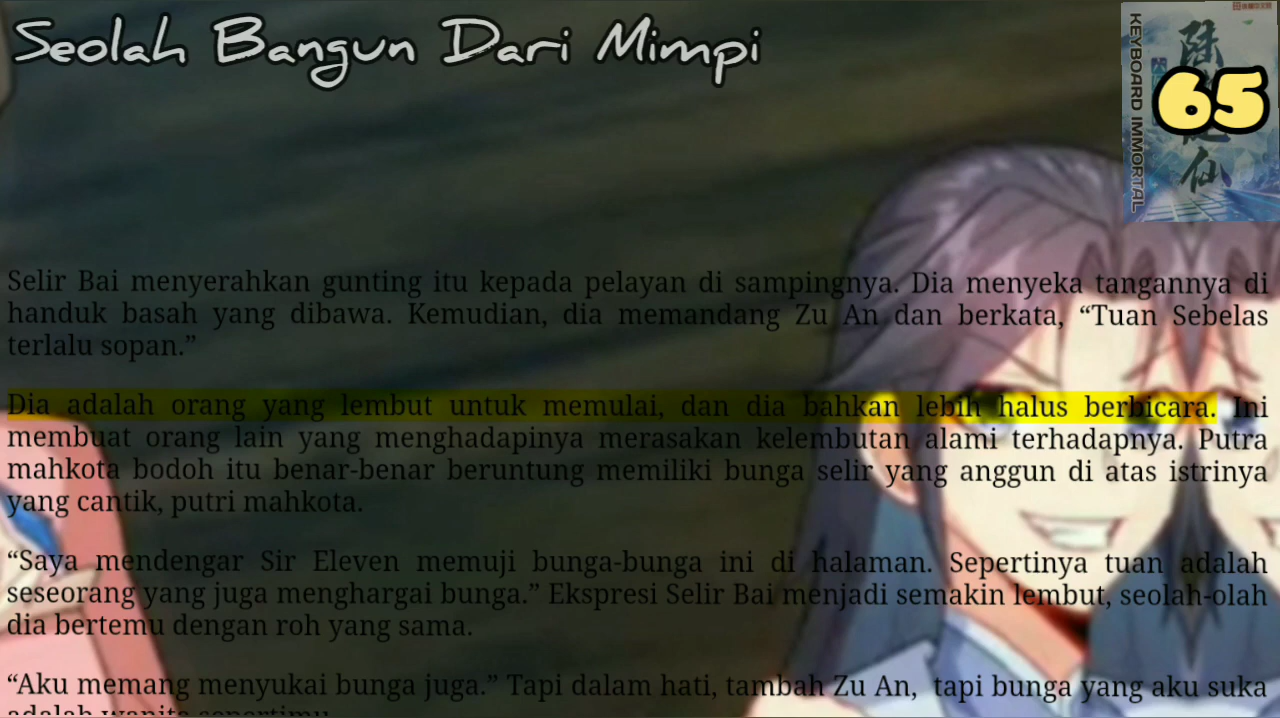 Seolah Bangun Dari Mimpi
KEYBOARD IMMORTAL
65
Selir Bai menyerahkan gunting itu kepada pelayan di sampingnya. Dia menyeka tangannya di
handuk basah yang dibawa. Kemudian, dia memandang Zu An dan berkata, “Tuan Sebelas
terlalu sopan.”
Dia adalah orang yang lembut untuk memulai, dan dia bahkan lebih halus berbicara. Ini
membuat orang lain yang menghadapinya merasakan kelembutan alami terhadapnya. Putra
mahkota bodoh itu benar-benar beruntung memiliki bunga selir yang anggun di atas istrinya
yang cantik, putri mahkota.
“Saya mendengar Sir Eleven memuji bunga-bunga ini di halaman. Sepertinya tuan adalah
seseorang yang juga menghargai bunga.” Ekspresi Selir Bai menjadi semakin lembut, seolah-olah
dia bertemu dengan roh yang sama.
“Aku memang menyukai bunga juga.” Tapi dalam hati, tambah Zu An,  tapi bunga yang aku suka
adalah wanita sepertimu